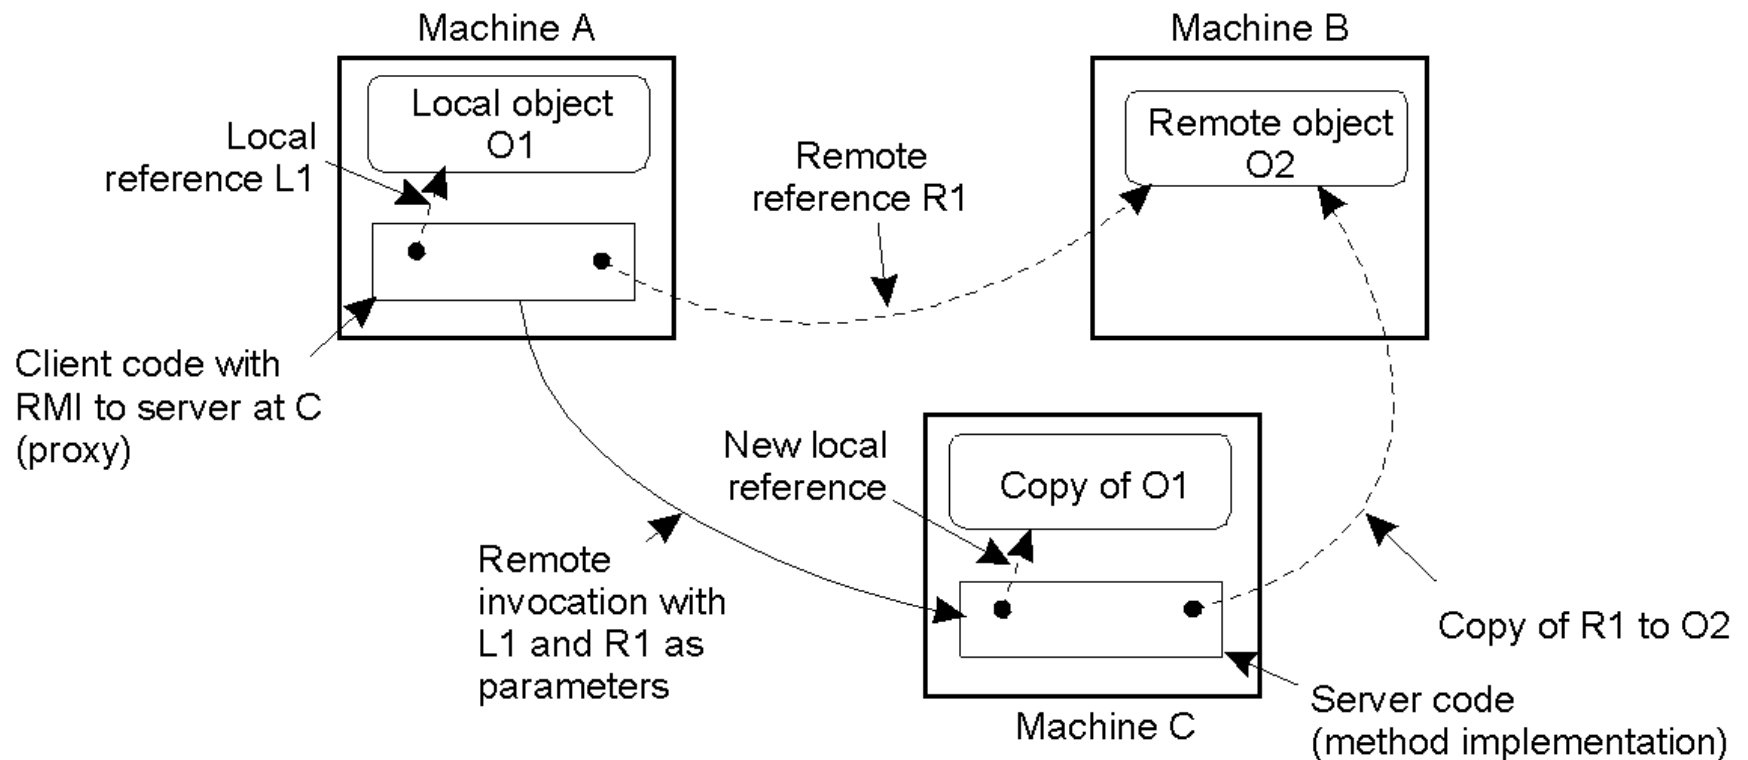 Machine A
Machine B
Local object
O1
Local
reference L1
Remote
reference R1
Remote object
O2
Client code with
RMI to server at C
(proxy)
New local
reference
Copy of O1
Remote
invocation with
L1 and R1 as
parameters
Copy of R1 to O2
Server code
(method implementation)
Machine C